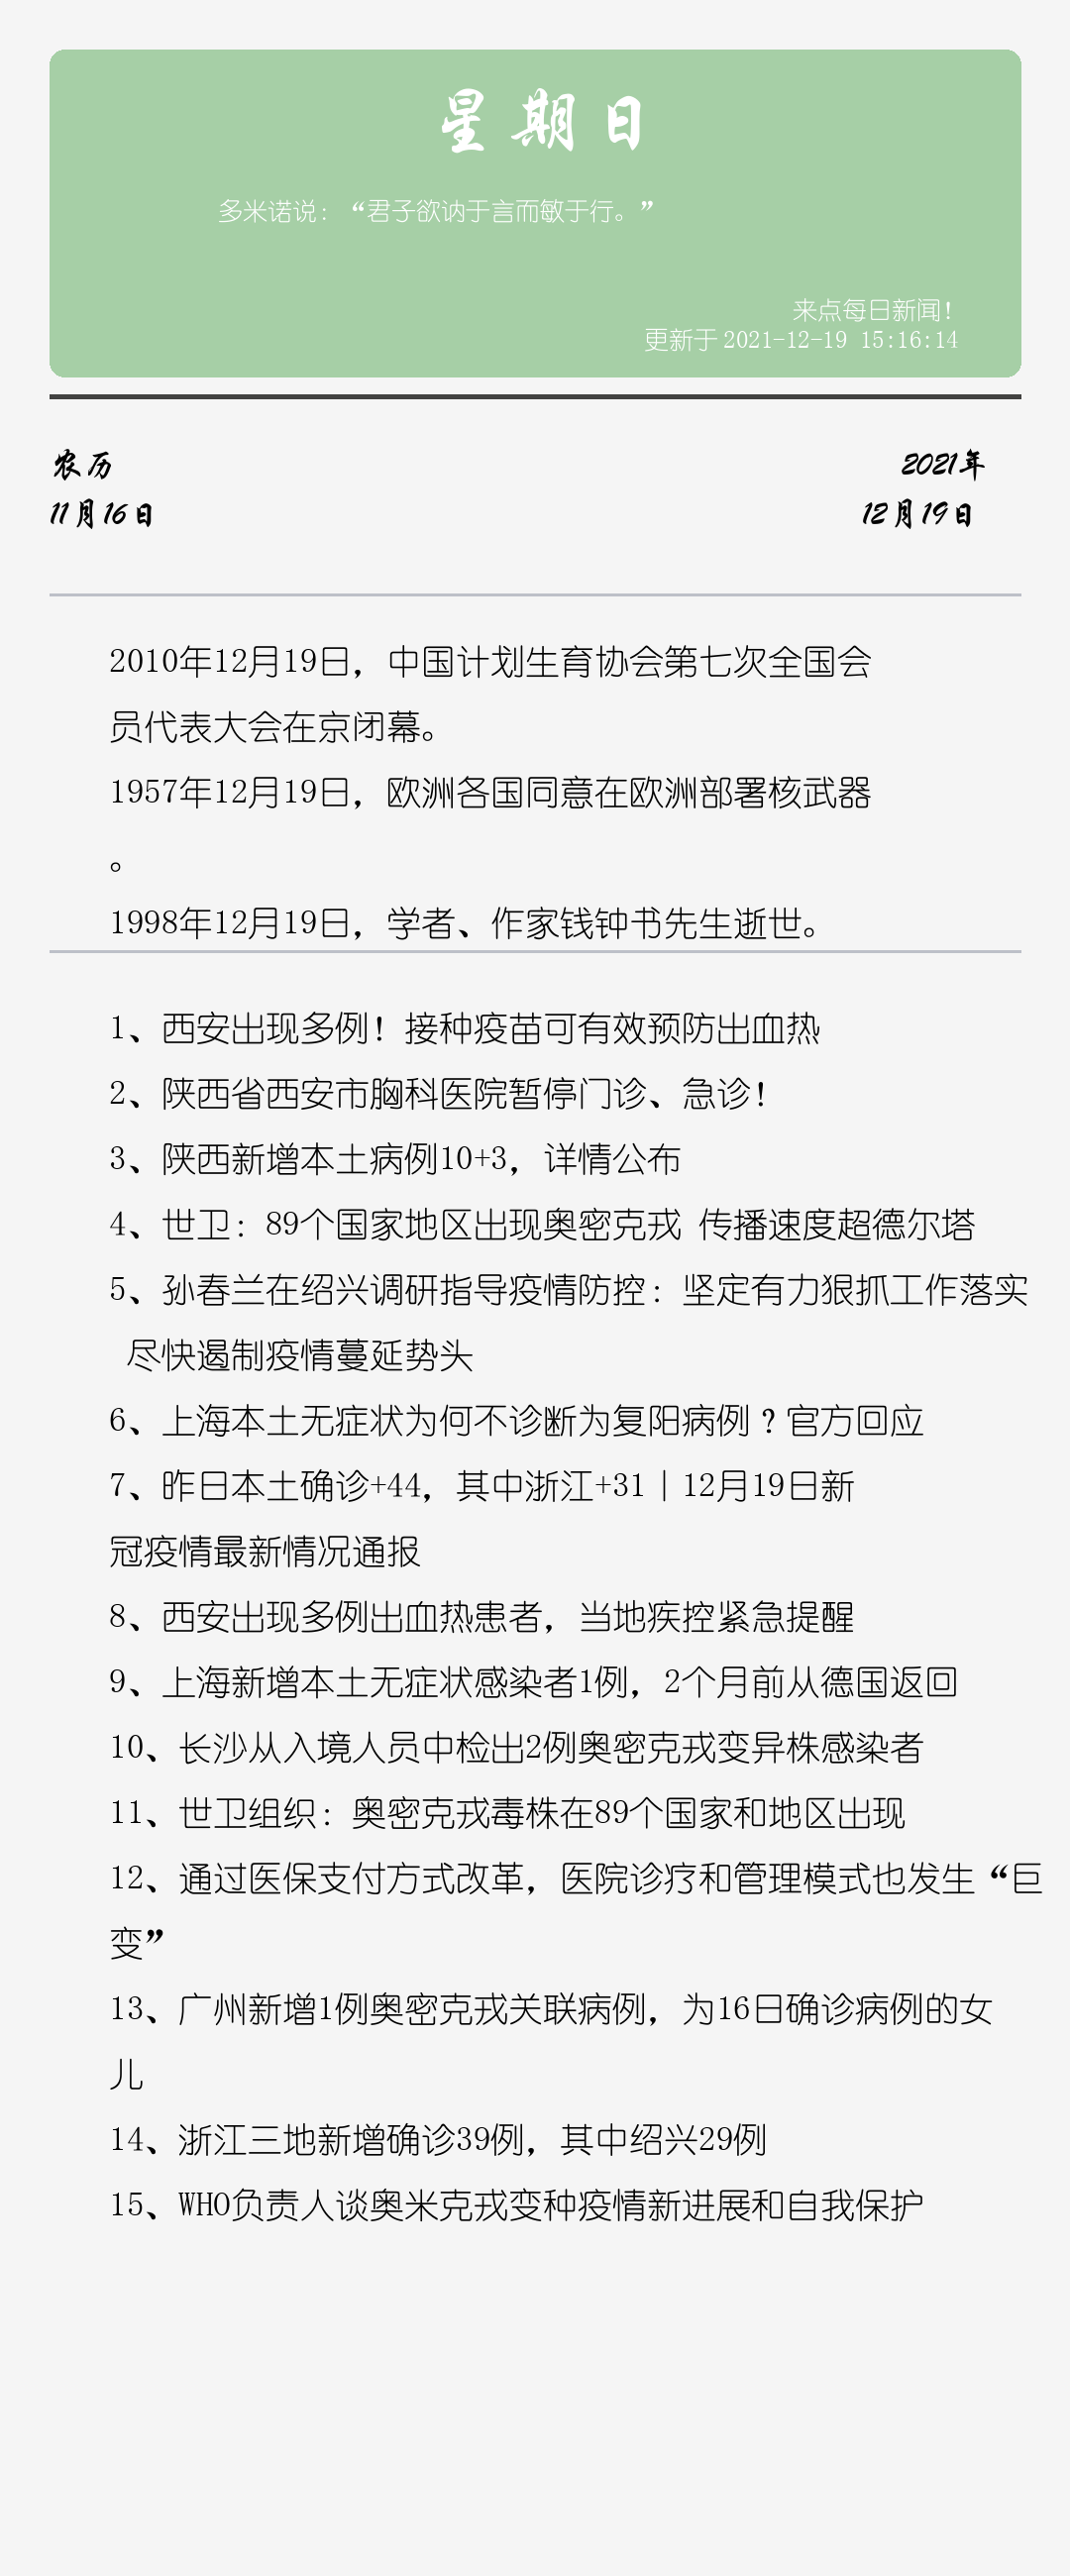 星期日
多米诺说：“君子欲讷于言而敏于行。”
来点每日新闻！
更新于 2021-12-19 15:16:14
农历
2021年
11月16日
12月19日
2010年12月19日，中国计划生育协会第七次全国会
员代表大会在京闭幕。
1957年12月19日，欧洲各国同意在欧洲部署核武器
。
1998年12月19日，学者、作家钱钟书先生逝世。
1、西安出现多例！接种疫苗可有效预防出血热
2、陕西省西安市胸科医院暂停门诊、急诊！
3、陕西新增本土病例10+3，详情公布
4、世卫：89个国家地区出现奥密克戎 传播速度超德尔塔
5、孙春兰在绍兴调研指导疫情防控：坚定有力狠抓工作落实
尽快遏制疫情蔓延势头
6、上海本土无症状为何不诊断为复阳病例？官方回应
7、昨日本土确诊+44，其中浙江+31丨12月19日新
冠疫情最新情况通报
8、西安出现多例出血热患者，当地疾控紧急提醒
9、上海新增本土无症状感染者1例，2个月前从德国返回
10、长沙从入境人员中检出2例奥密克戎变异株感染者
11、世卫组织：奥密克戎毒株在89个国家和地区出现
12、通过医保支付方式改革，医院诊疗和管理模式也发生“巨
变”
13、广州新增1例奥密克戎关联病例，为16日确诊病例的女
儿
14、浙江三地新增确诊39例，其中绍兴29例
15、WHO负责人谈奥米克戎变种疫情新进展和自我保护